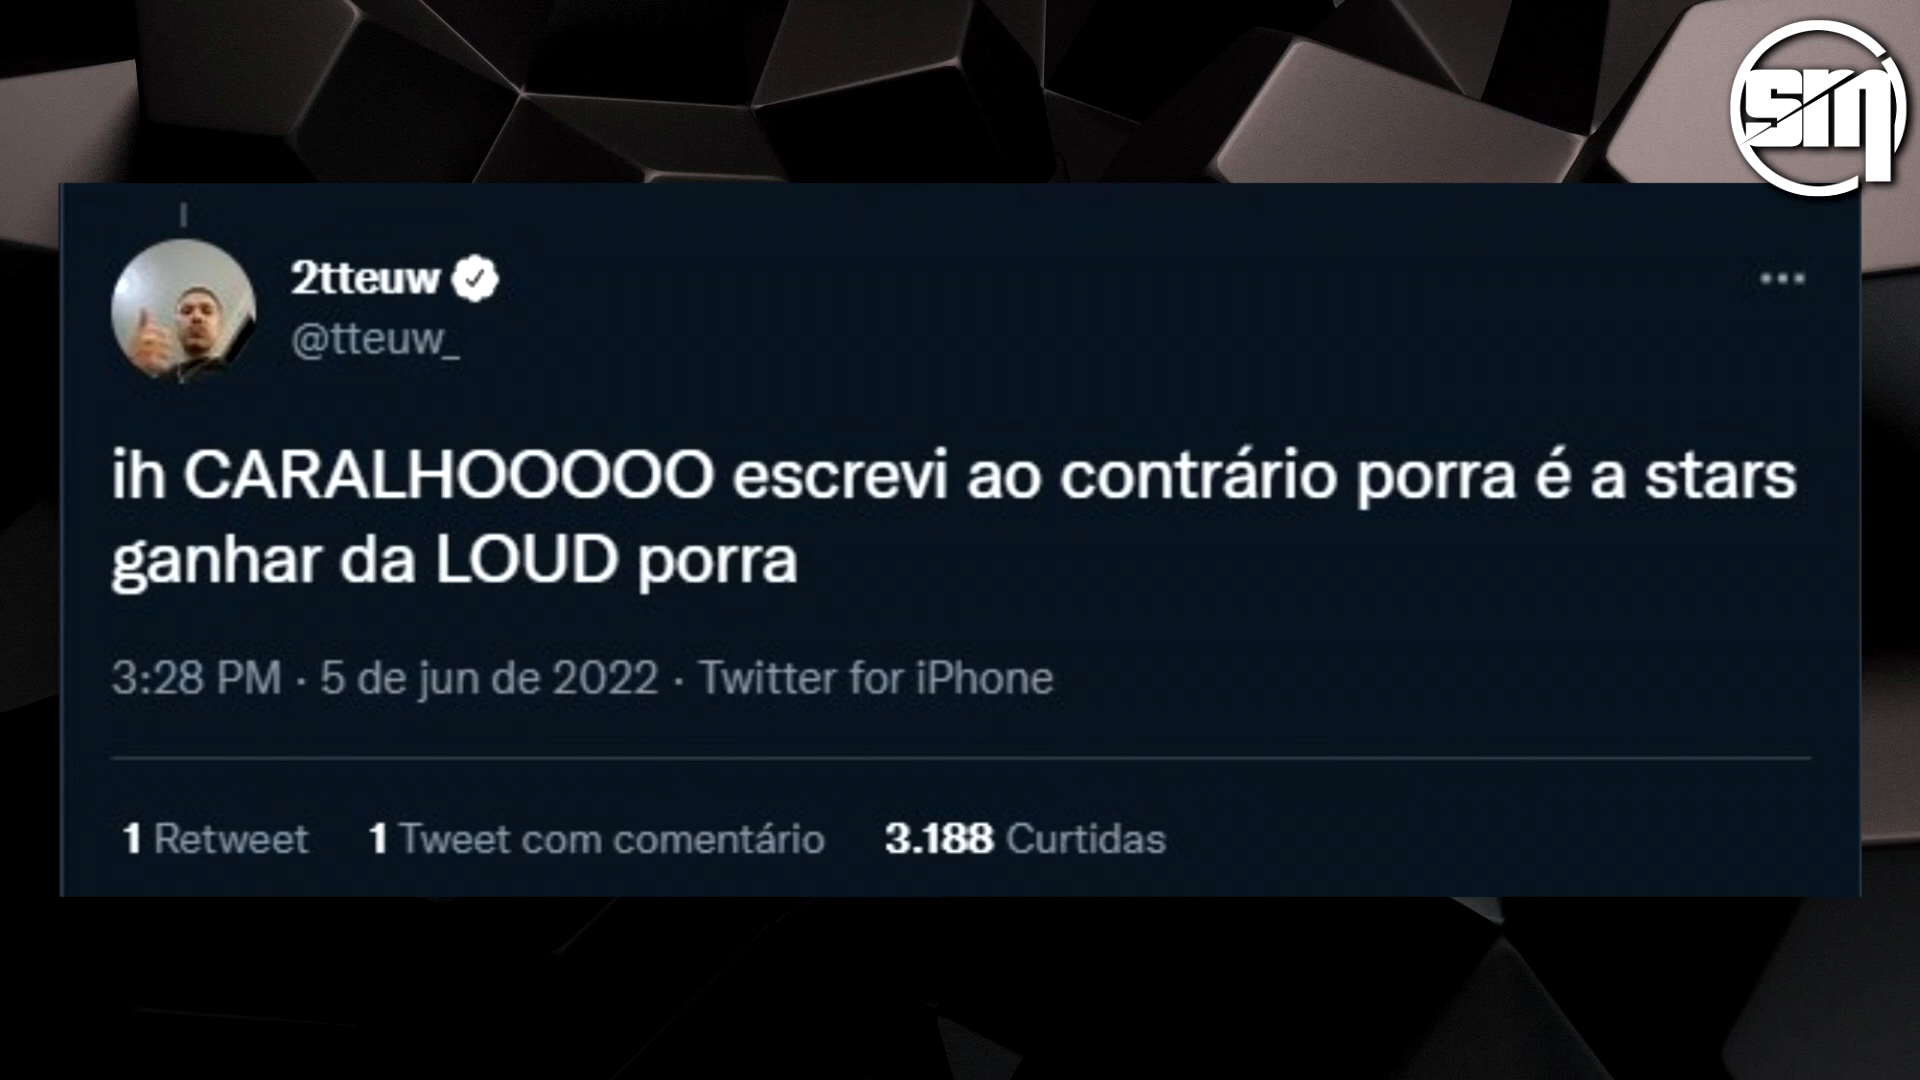 sm
2tteuw
@tteuw_
ih CARALHOOOOO escrevi ao contrário porra é a stars
ganhar da LOUD porra
3:28 PM · 5 de jun de 2022 · Twitter for iPhone
1 Retweet 1 Tweet com comentário 3.188 Curtidas